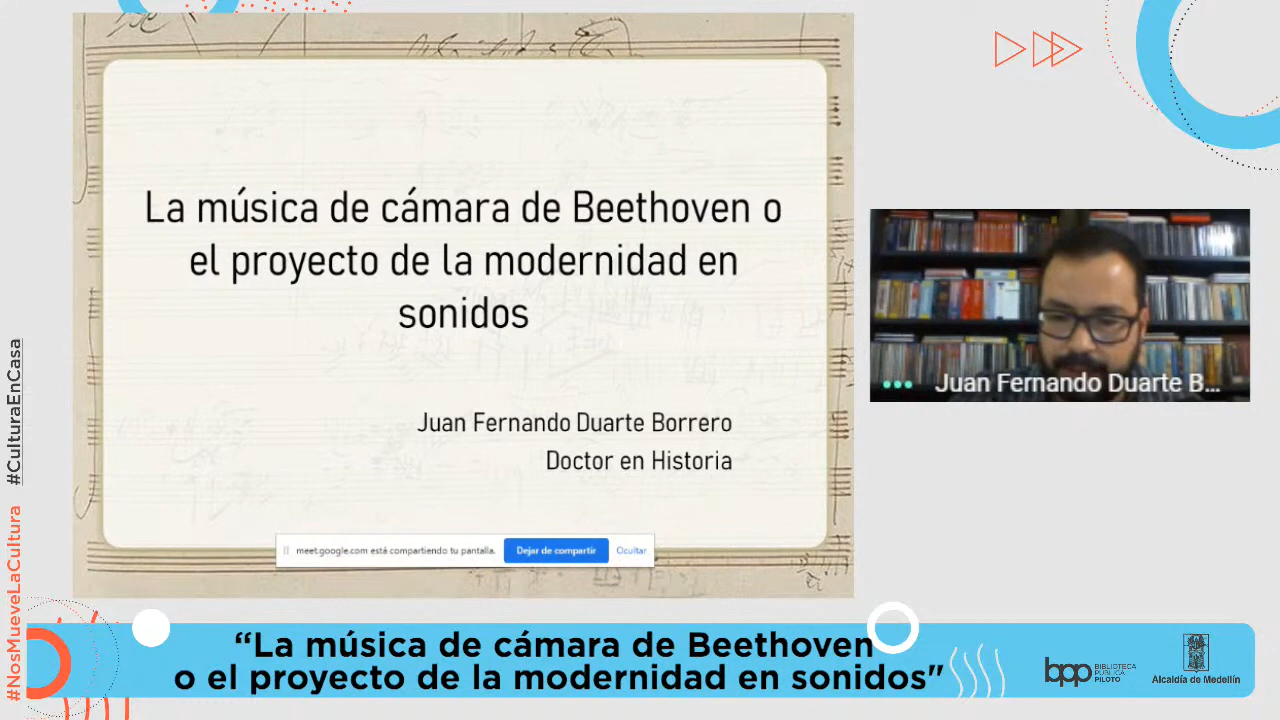 La música de cámara de Beethoven o
el proyecto de la modernidad en
sonidos
Juan Fernando Duarte Borrero
Doctor en Historia
meet.google.com está compartiendo tu pantalla.
Dejar de compartir
Ocultar
Juan Fernando Duarte B...
#CulturaEnCasa
#NosMueveLaCultura
“La música de cámara de Beethoven
o el proyecto de la modernidad en sonidos"
bpp
BIBLIOTECA
PÚBLICA
PILOTO
Alcaldía de Medellín